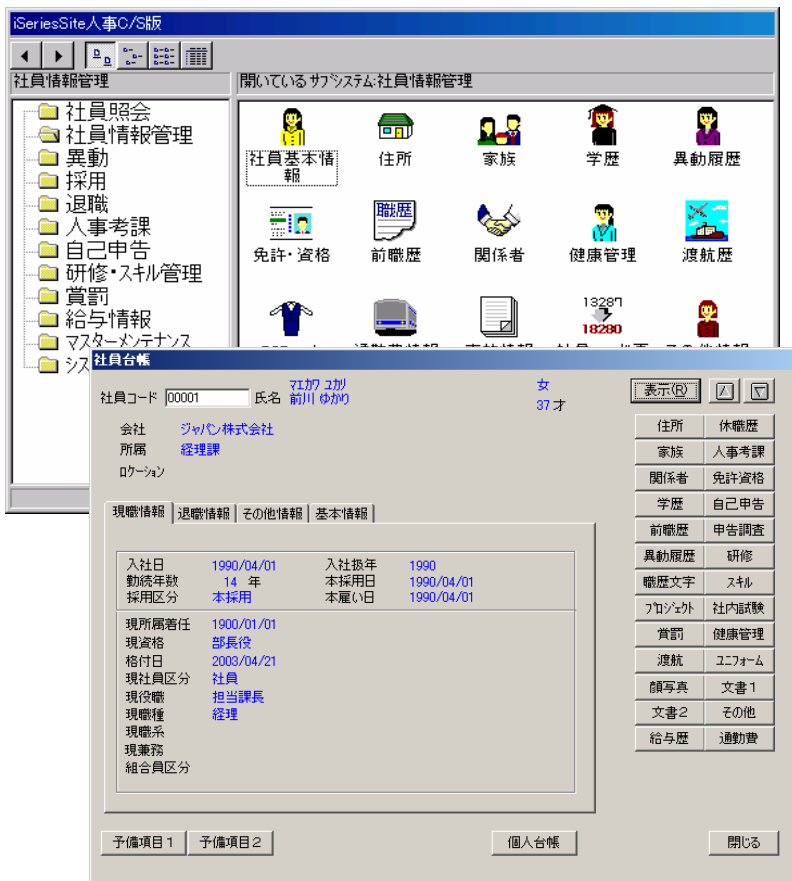 iSeriesSite人事C/S版
社員情報管理
開いているサブシステム:社員情報管理
社員照会
社員情報管理
異動
採用
退職
人事考課
自己申告
研修・スキル管理
賞罰
給与情報
マスターメンテナンス
シス
社員基本情報
住所
家族
学歴
異動履歴
職歴
免許・資格
前職歴
関係者
健康管理
渡航歴
13287
18280
社員台帳
社員コード 00001 氏名 前川 ゆかり
マエカワ ユカリ
女
37 才
表示(R)
会社 ジャパン株式会社
所属 経理課
ロケーション
現職情報 退職情報 その他情報 基本情報
入社日 1990/04/01 入社扱年 1990
勤続年数 14 年 本採用日 1990/04/01
採用区分 本採用 本雇い日 1990/04/01
現所属着任 1900/01/01
現資格 部長役
格付日 2003/04/21
現社員区分 社員
現役職 担当課長
現職種 経理
現職系
現兼務
組合員区分
住所 休職歴
家族 人事考課
関係者 免許資格
学歴 自己申告
前職歴 申告調査
異動履歴 研修
職歴文字 スキル
プロジェクト 社内試験
賞罰 健康管理
渡航 ユニフォーム
顔写真 文書1
文書2 その他
給与歴 通勤費
予備項目1 予備項目2 個人台帳 閉じる